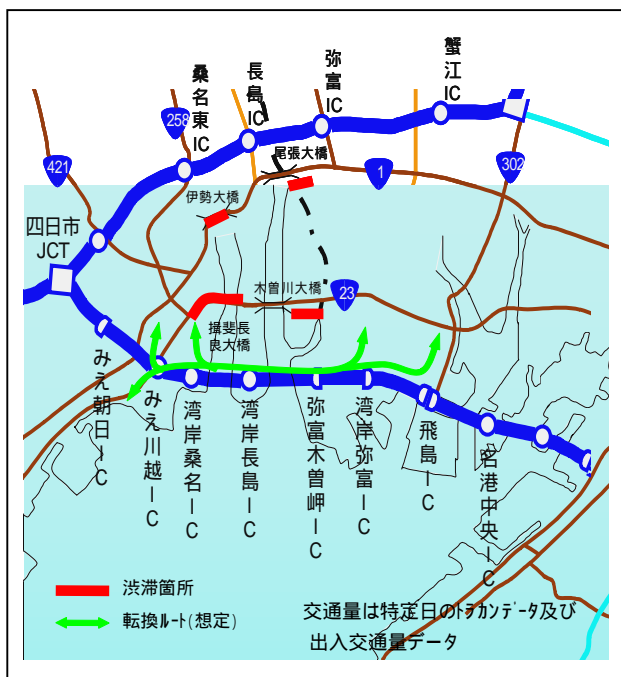 桑名東IC
長島IC
弥富IC
蟹江IC
258
421
尾張大橋
1
302
伊勢大橋
四日市
JCT
木曽川大橋
23
揖斐長
良大橋
みえ朝日IC
みえ川越IC
湾岸桑名IC
湾岸長島IC
弥富木曽岬IC
湾岸弥富IC
飛島IC
名港中央IC
渋滞箇所
転換ルート(想定)
交通量は特定日のトラカンデータ及び
出入交通量データ